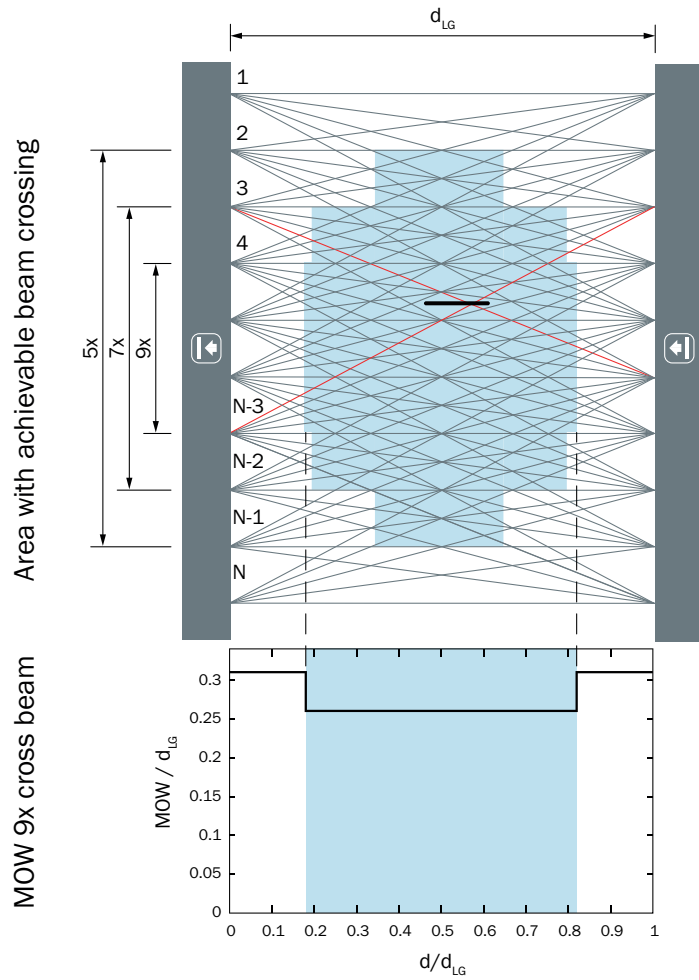 d_LG
Area with achievable beam crossing
1
2
3
4
5x
7x
9x
N-3
N-2
N-1
N
MOW 9x cross beam
MOW / d_LG
0.3
0.25
0.2
0.15
0.1
0.05
0
0 0.1 0.2 0.3 0.4 0.5 0.6 0.7 0.8 0.9 1
d/d_LG